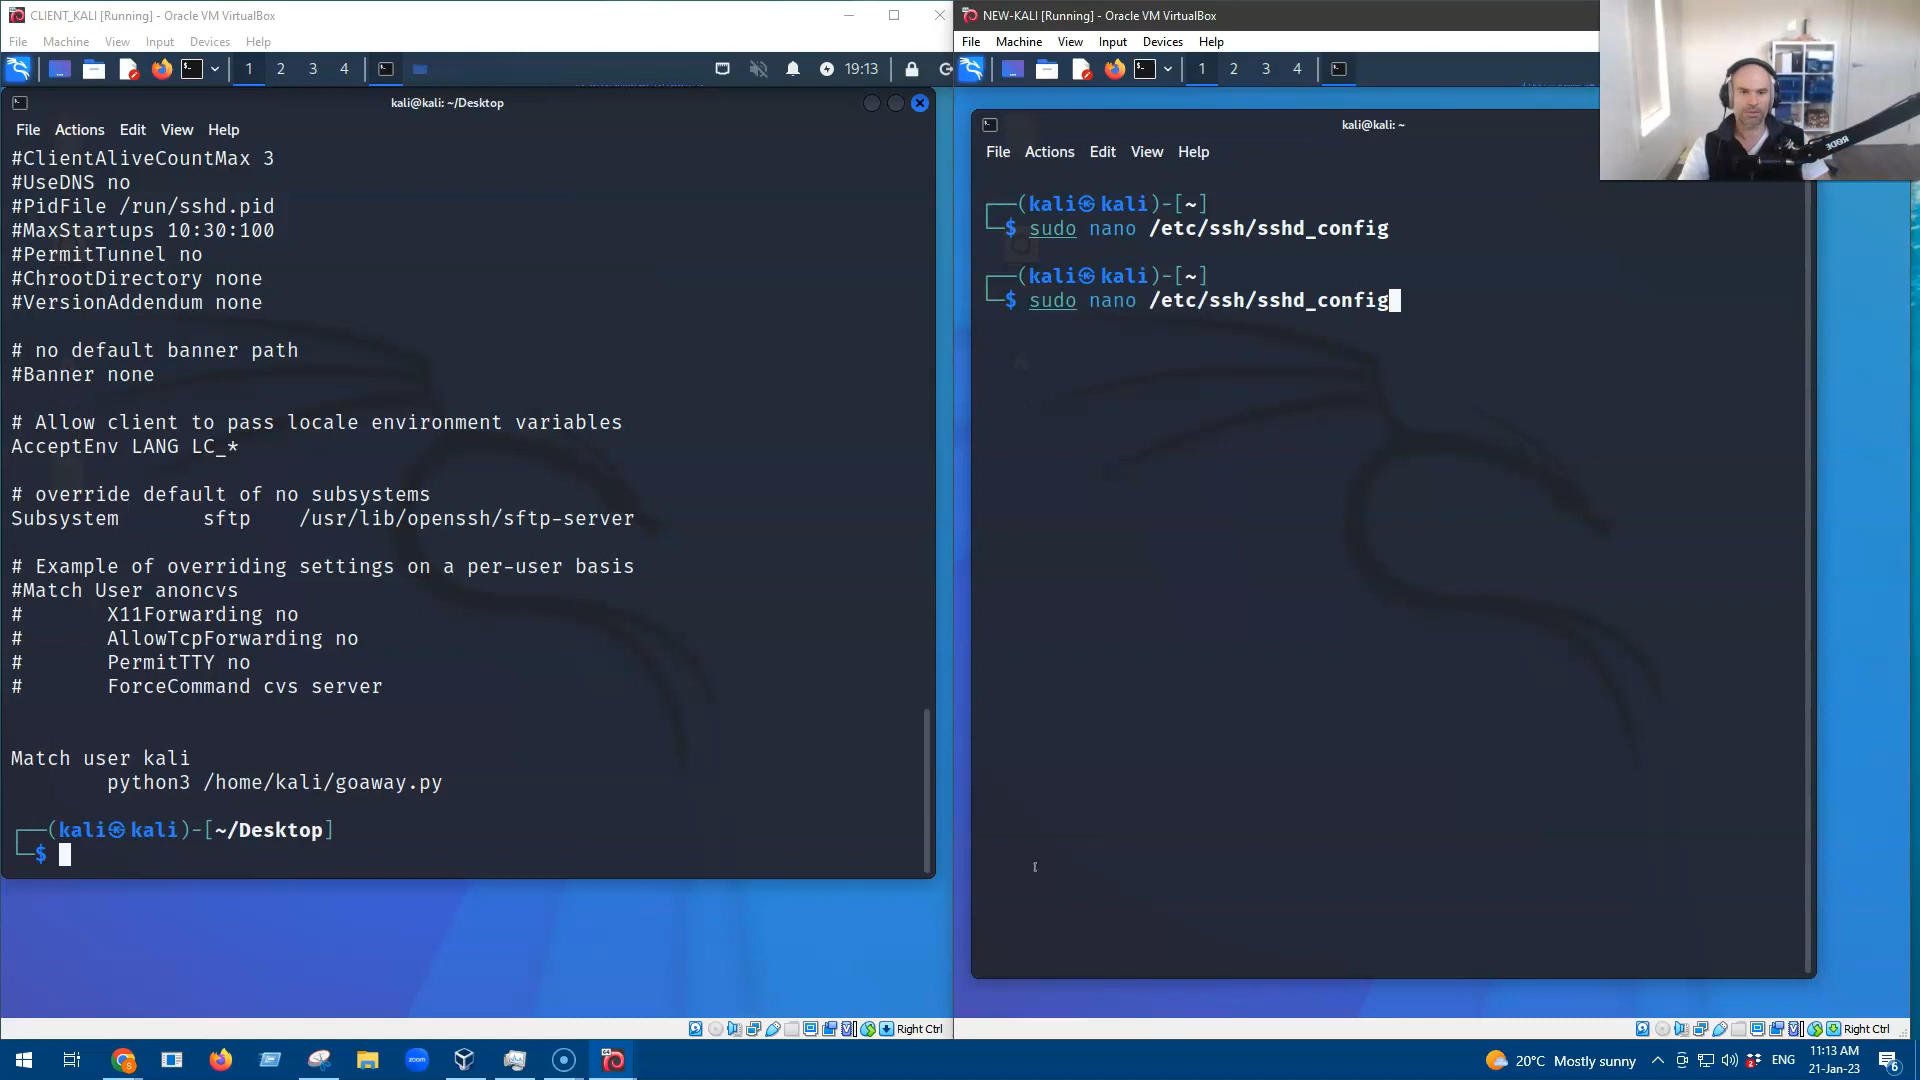 CLIENT_KALI [Running] - Oracle VM VirtualBox
File Machine View Input Devices Help
1 2 3 4 19:13
kali@kali: ~/Desktop
File Actions Edit View Help
#ClientAliveCountMax 3
#UseDNS no
#PidFile /run/sshd.pid
#MaxStartups 10:30:100
#PermitTunnel no
#ChrootDirectory none
#VersionAddendum none
# no default banner path
#Banner none
# Allow client to pass locale environment variables
AcceptEnv LANG LC_*
# override default of no subsystems
Subsystem sftp /usr/lib/openssh/sftp-server
# Example of overriding settings on a per-user basis
#Match User anoncvs
# X11Forwarding no
# AllowTcpForwarding no
# PermitTTY no
# ForceCommand cvs server
Match user kali
python3 /home/kali/goaway.py
(kali㉿kali)-[~/Desktop]
$
Right Ctrl
NEW-KALI [Running] - Oracle VM VirtualBox
File Machine View Input Devices Help
1 2 3 4
kali@kali: ~
File Actions Edit View Help
(kali㉿kali)-[~]
$ sudo nano /etc/ssh/sshd_config
(kali㉿kali)-[~]
$ sudo nano /etc/ssh/sshd_config
RØDE
Right Ctrl
zoom
20°C Mostly sunny
ENG
11:13 AM
21-Jan-23
6